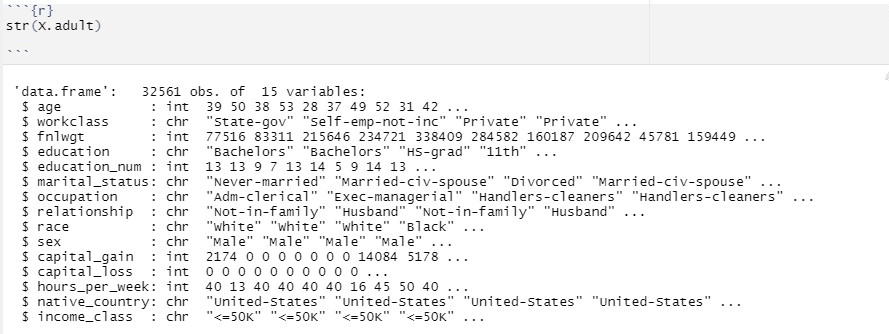 ```{r}
str(X.adult)
```
'data.frame':   32561 obs. of  15 variables:
 $ age           : int  39 50 38 53 28 37 49 52 31 42 ...
 $ workclass     : chr  "State-gov" "Self-emp-not-inc" "Private" "Private" ...
 $ fnlwgt        : int  77516 83311 215646 234721 338409 284582 160187 209642 45781 159449 ...
 $ education     : chr  "Bachelors" "Bachelors" "HS-grad" "11th" ...
 $ education_num : int  13 13 9 7 13 14 5 9 14 13 ...
 $ marital_status: chr  "Never-married" "Married-civ-spouse" "Divorced" "Married-civ-spouse" ...
 $ occupation    : chr  "Adm-clerical" "Exec-managerial" "Handlers-cleaners" "Handlers-cleaners" ...
 $ relationship  : chr  "Not-in-family" "Husband" "Not-in-family" "Husband" ...
 $ race          : chr  "White" "White" "White" "Black" ...
 $ sex           : chr  "Male" "Male" "Male" "Male" ...
 $ capital_gain  : int  2174 0 0 0 0 0 0 0 14084 5178 ...
 $ capital_loss  : int  0 0 0 0 0 0 0 0 0 0 ...
 $ hours_per_week: int  40 13 40 40 40 40 16 45 50 40 ...
 $ native_country: chr  "United-States" "United-States" "United-States" "United-States" ...
 $ income_class  : chr  "<=50K" "<=50K" "<=50K" "<=50K" ...